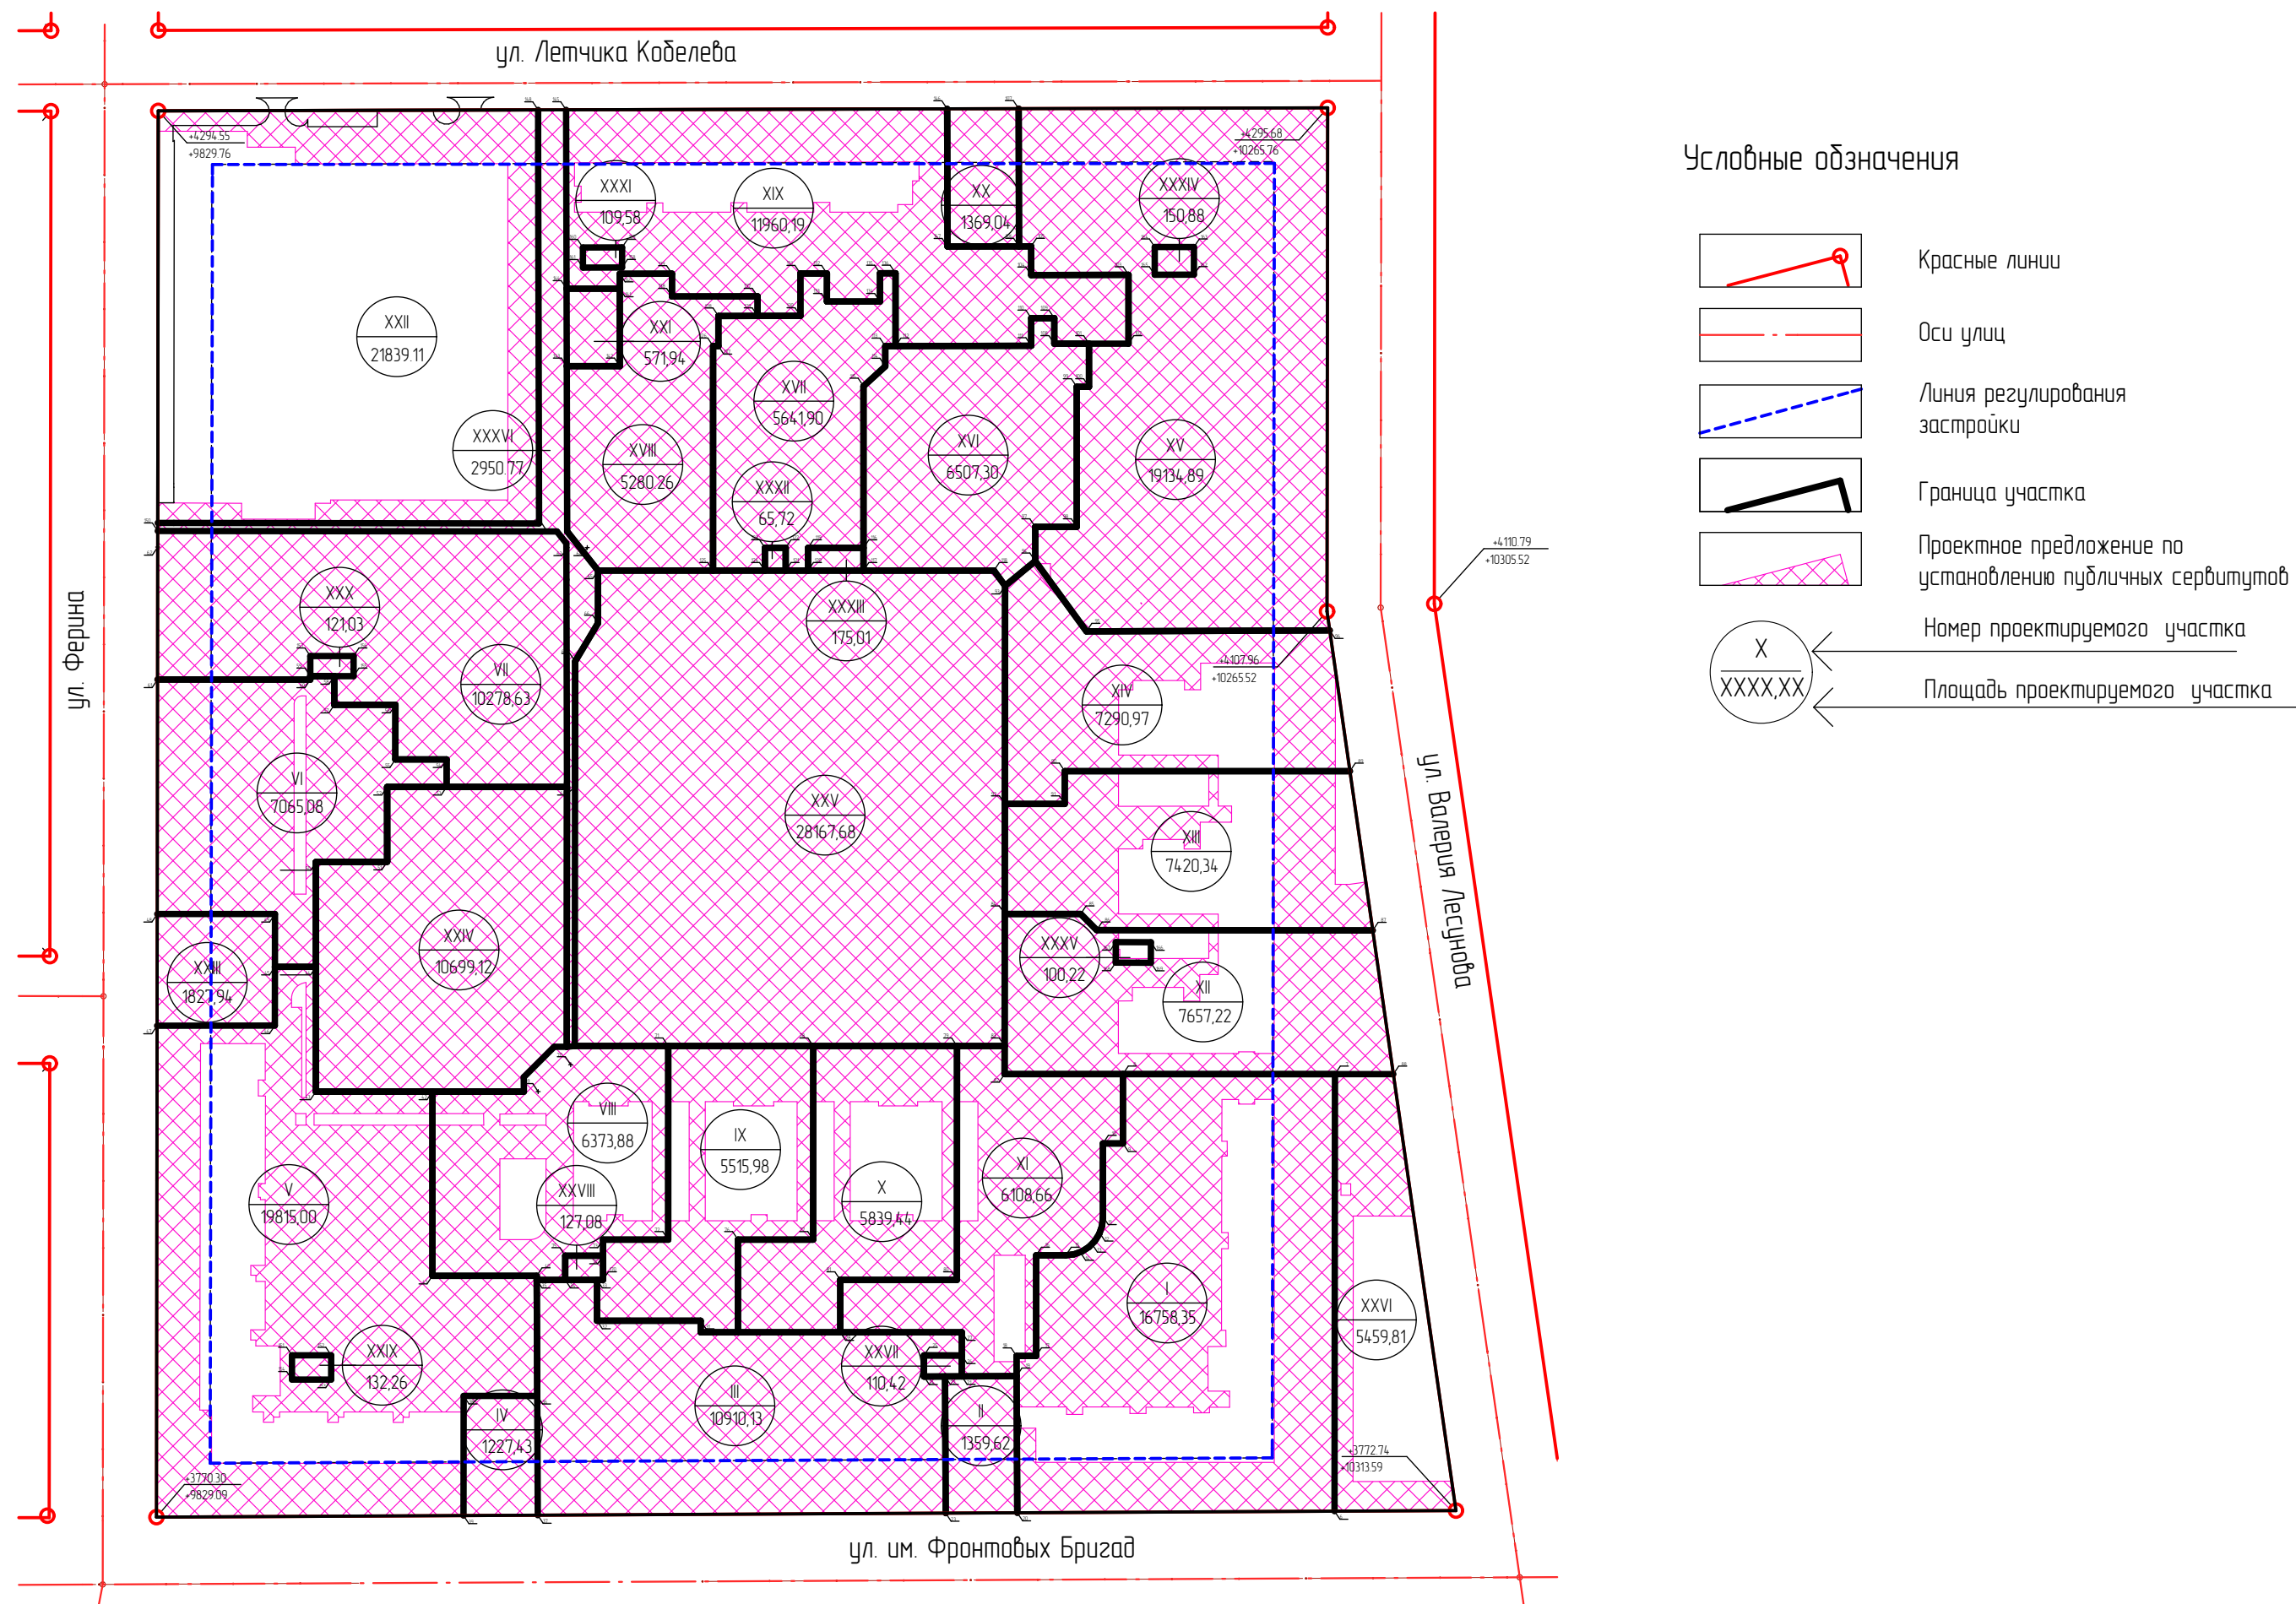 ул. Летчика Кобелева
+4294.55
+9829.76
+4295.68
+10265.76
XXXI
109,58
XIX
11960,19
XX
1369,04
XXXIV
150,88
XXII
21839.11
XXI
571,94
XVII
5641,90
XXXVI
2950.77
XVIII
5280.26
XVI
6507,30
XV
19134,89
XXXII
65,72
+4110.79
+10305.52
XXX
121,03
XXXIII
175,01
ул. Ферина
VII
10278,63
+4107.96
+10265.52
XIV
7290,97
VI
7065,08
XXV
28167,68
XIII
7420,34
ул. Валерия Лесунова
XXIV
10699,12
XXXV
100,22
XXIII
1827,94
XII
7657,22
VIII
6373,88
IX
5515,98
XI
6108,66
V
19815,00
XXVIII
127,08
X
5839,44
I
16758,35
XXVI
5459,81
XXIX
132,26
XXVII
110,42
III
10910,13
IV
1227,43
II
1359,62
+3770.30
+9829.09
+3772.74
+10313.59
ул. им. Фронтовых Бригад
Условные обзначения
Красные линии
Оси улиц
Линия регулирования
застройки
Граница участка
Проектное предложение по
установлению публичных сервитутов
X
XXXX,XX
Номер проектируемого участка
Площадь проектируемого участка